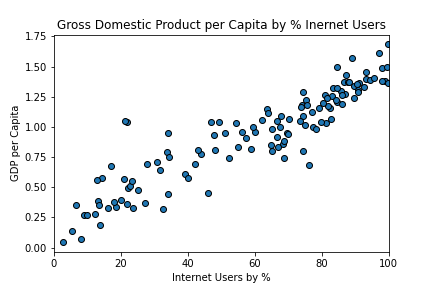 Gross Domestic Product per Capita by % Inernet Users
1.75
1.50
1.25
1.00
0.75
0.50
0.25
0.00
GDP per Capita
0 20 40 60 80 100
Internet Users by %